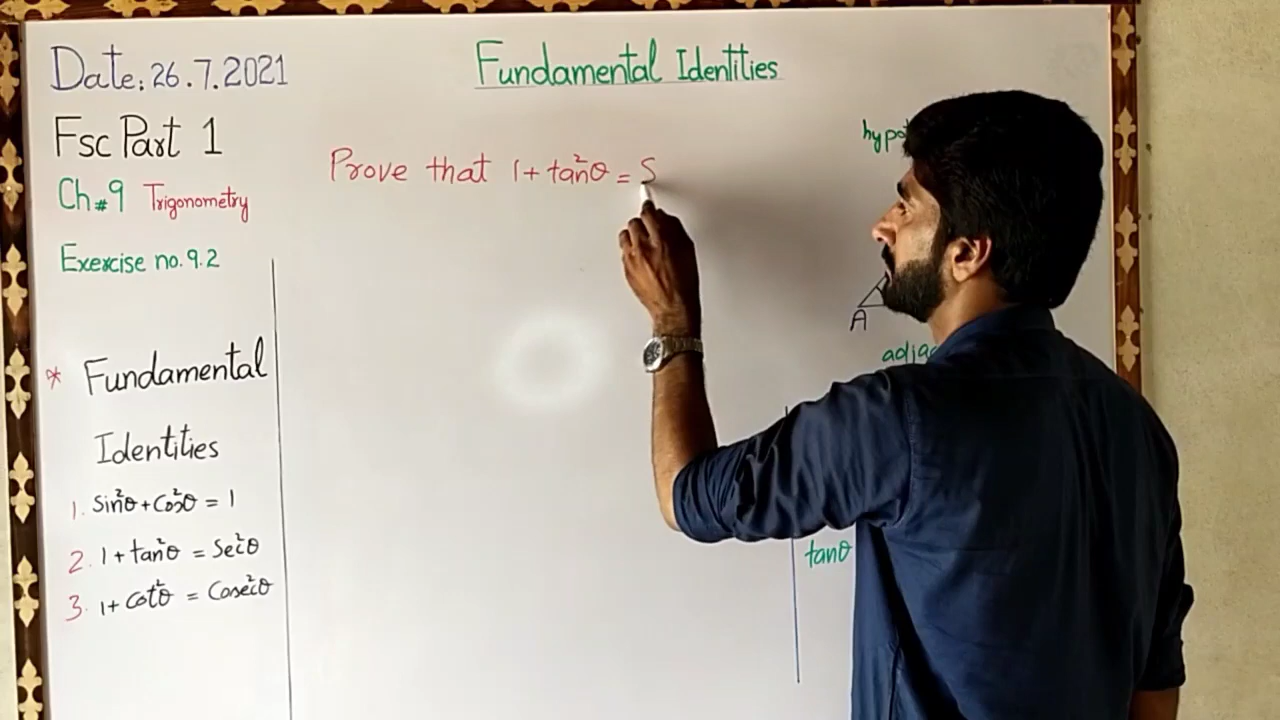 Date: 26.7.2021
Fundamental Identities
Fsc Part 1
Ch#9 Trigonometry
Exercise no. 9.2
Prove that 1 + tan²θ = S
* Fundamental
Identities
1. Sin²θ + Cos²θ = 1
2. 1 + tan²θ = Sec²θ
3. 1 + Cot²θ = Cosec²θ
A
tanθ